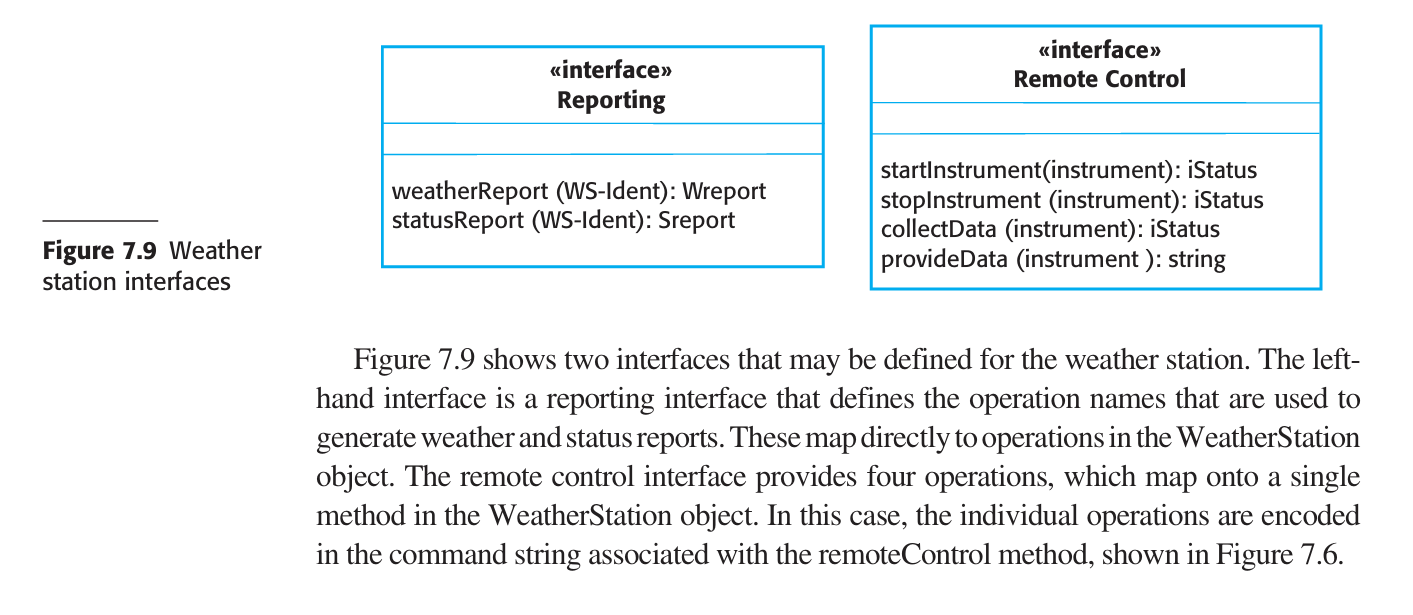 «interface»
Reporting
weatherReport (WS-Ident): Wreport
statusReport (WS-Ident): Sreport
«interface»
Remote Control
startInstrument(instrument): iStatus
stopInstrument (instrument): iStatus
collectData (instrument): iStatus
provideData (instrument ): string
Figure 7.9 Weather
station interfaces
Figure 7.9 shows two interfaces that may be defined for the weather station. The left-
hand interface is a reporting interface that defines the operation names that are used to
generate weather and status reports. These map directly to operations in the WeatherStation
object. The remote control interface provides four operations, which map onto a single
method in the WeatherStation object. In this case, the individual operations are encoded
in the command string associated with the remoteControl method, shown in Figure 7.6.